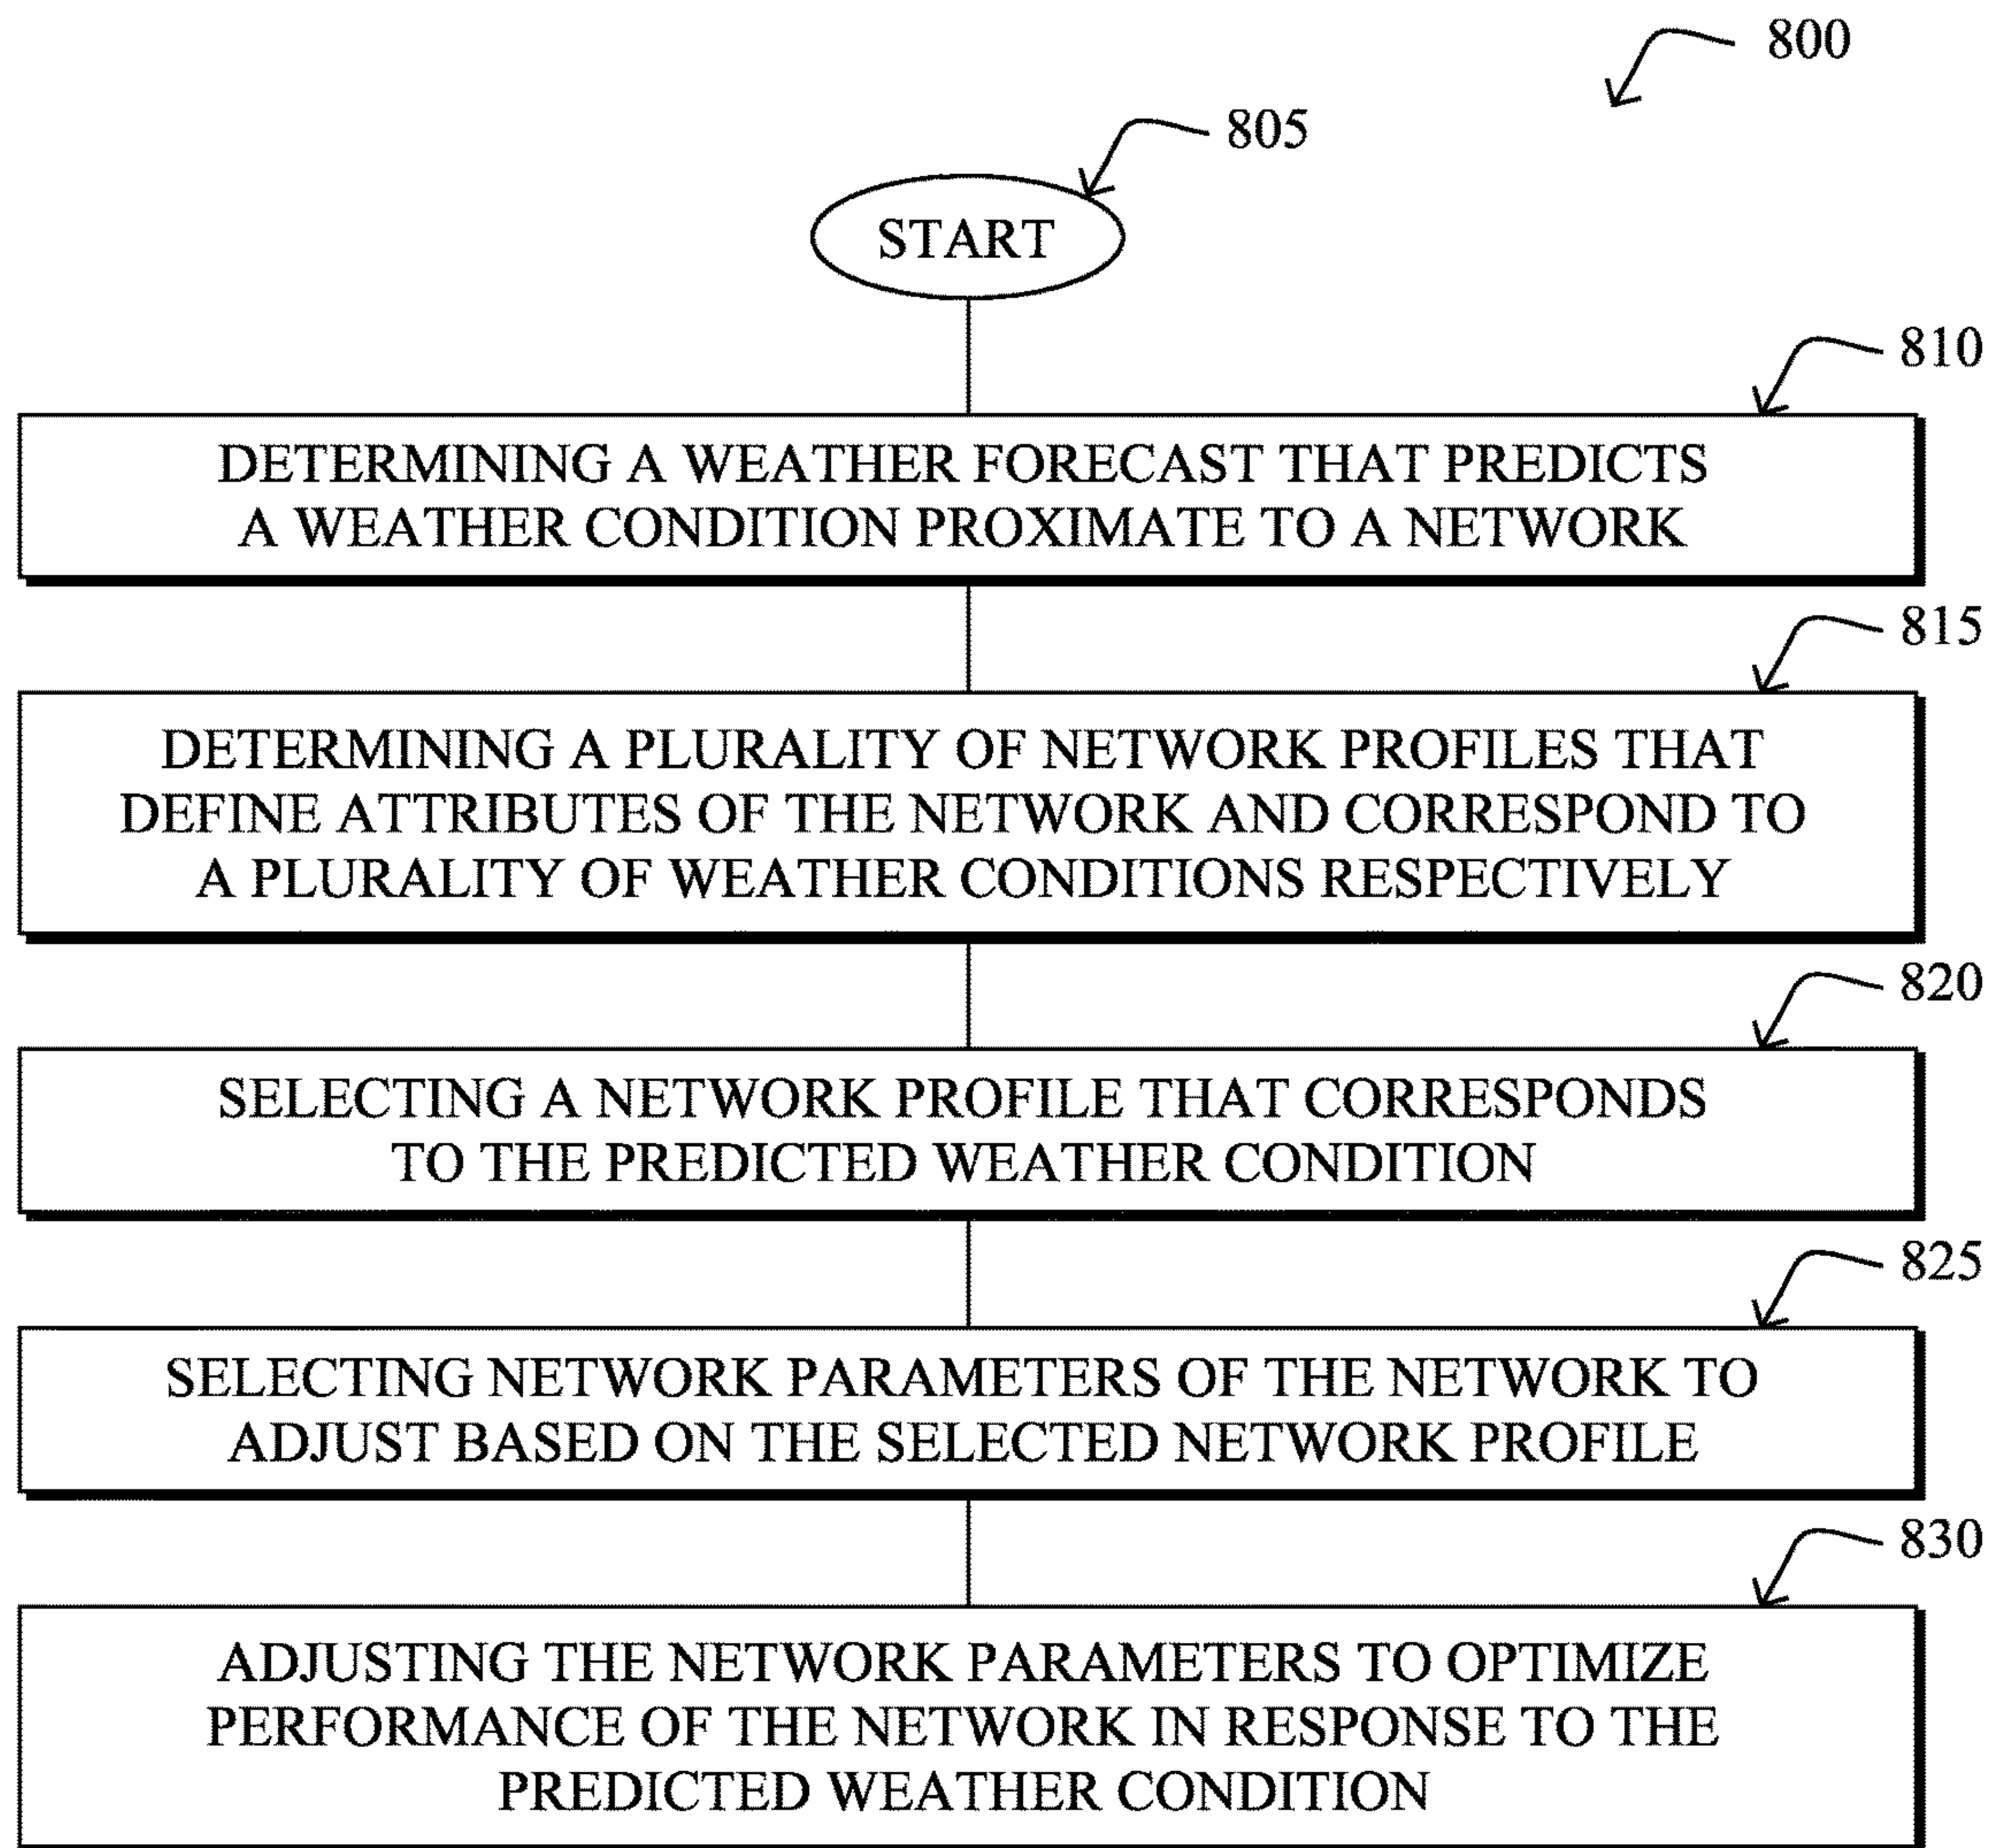 800
805
START
810
DETERMINING A WEATHER FORECAST THAT PREDICTS
A WEATHER CONDITION PROXIMATE TO A NETWORK
815
DETERMINING A PLURALITY OF NETWORK PROFILES THAT
DEFINE ATTRIBUTES OF THE NETWORK AND CORRESPOND TO
A PLURALITY OF WEATHER CONDITIONS RESPECTIVELY
820
SELECTING A NETWORK PROFILE THAT CORRESPONDS
TO THE PREDICTED WEATHER CONDITION
825
SELECTING NETWORK PARAMETERS OF THE NETWORK TO
ADJUST BASED ON THE SELECTED NETWORK PROFILE
830
ADJUSTING THE NETWORK PARAMETERS TO OPTIMIZE
PERFORMANCE OF THE NETWORK IN RESPONSE TO THE
PREDICTED WEATHER CONDITION